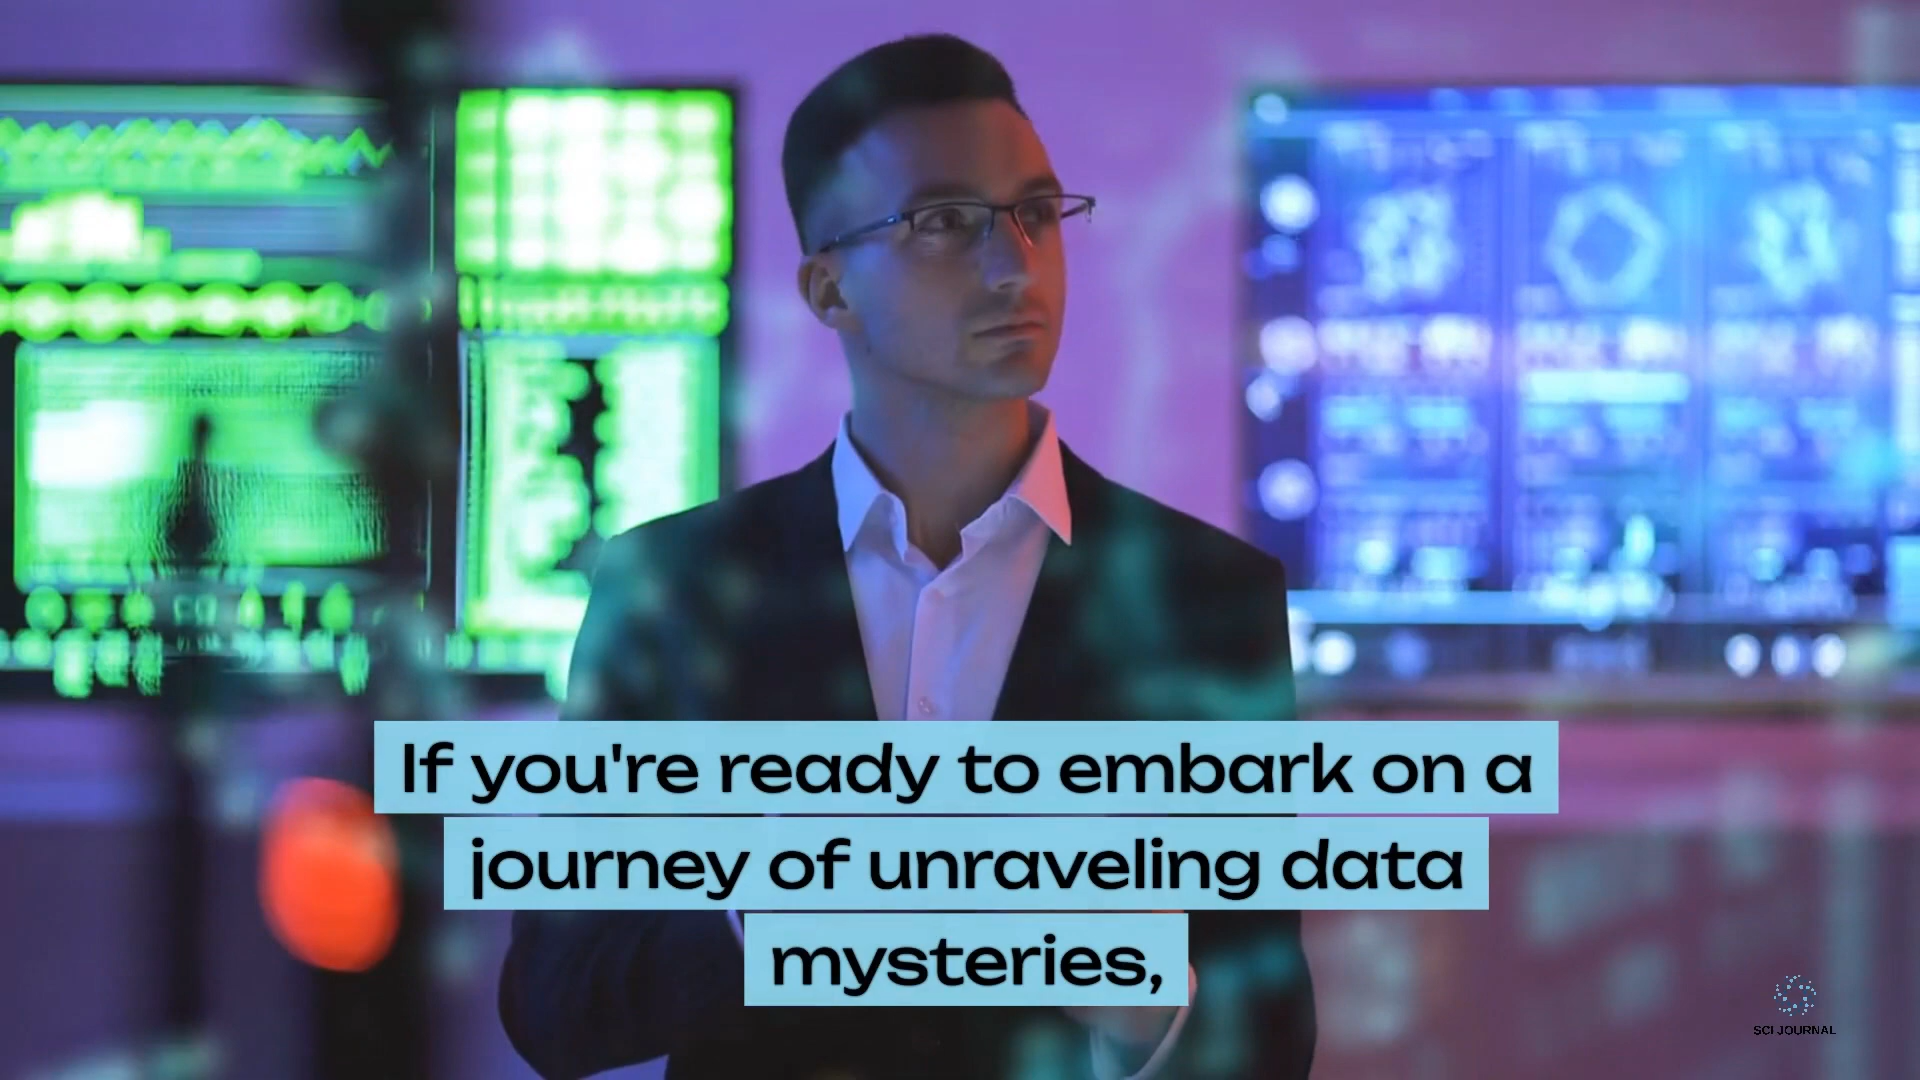 If you're ready to embark on a
journey of unraveling data
mysteries,
SCI JOURNAL